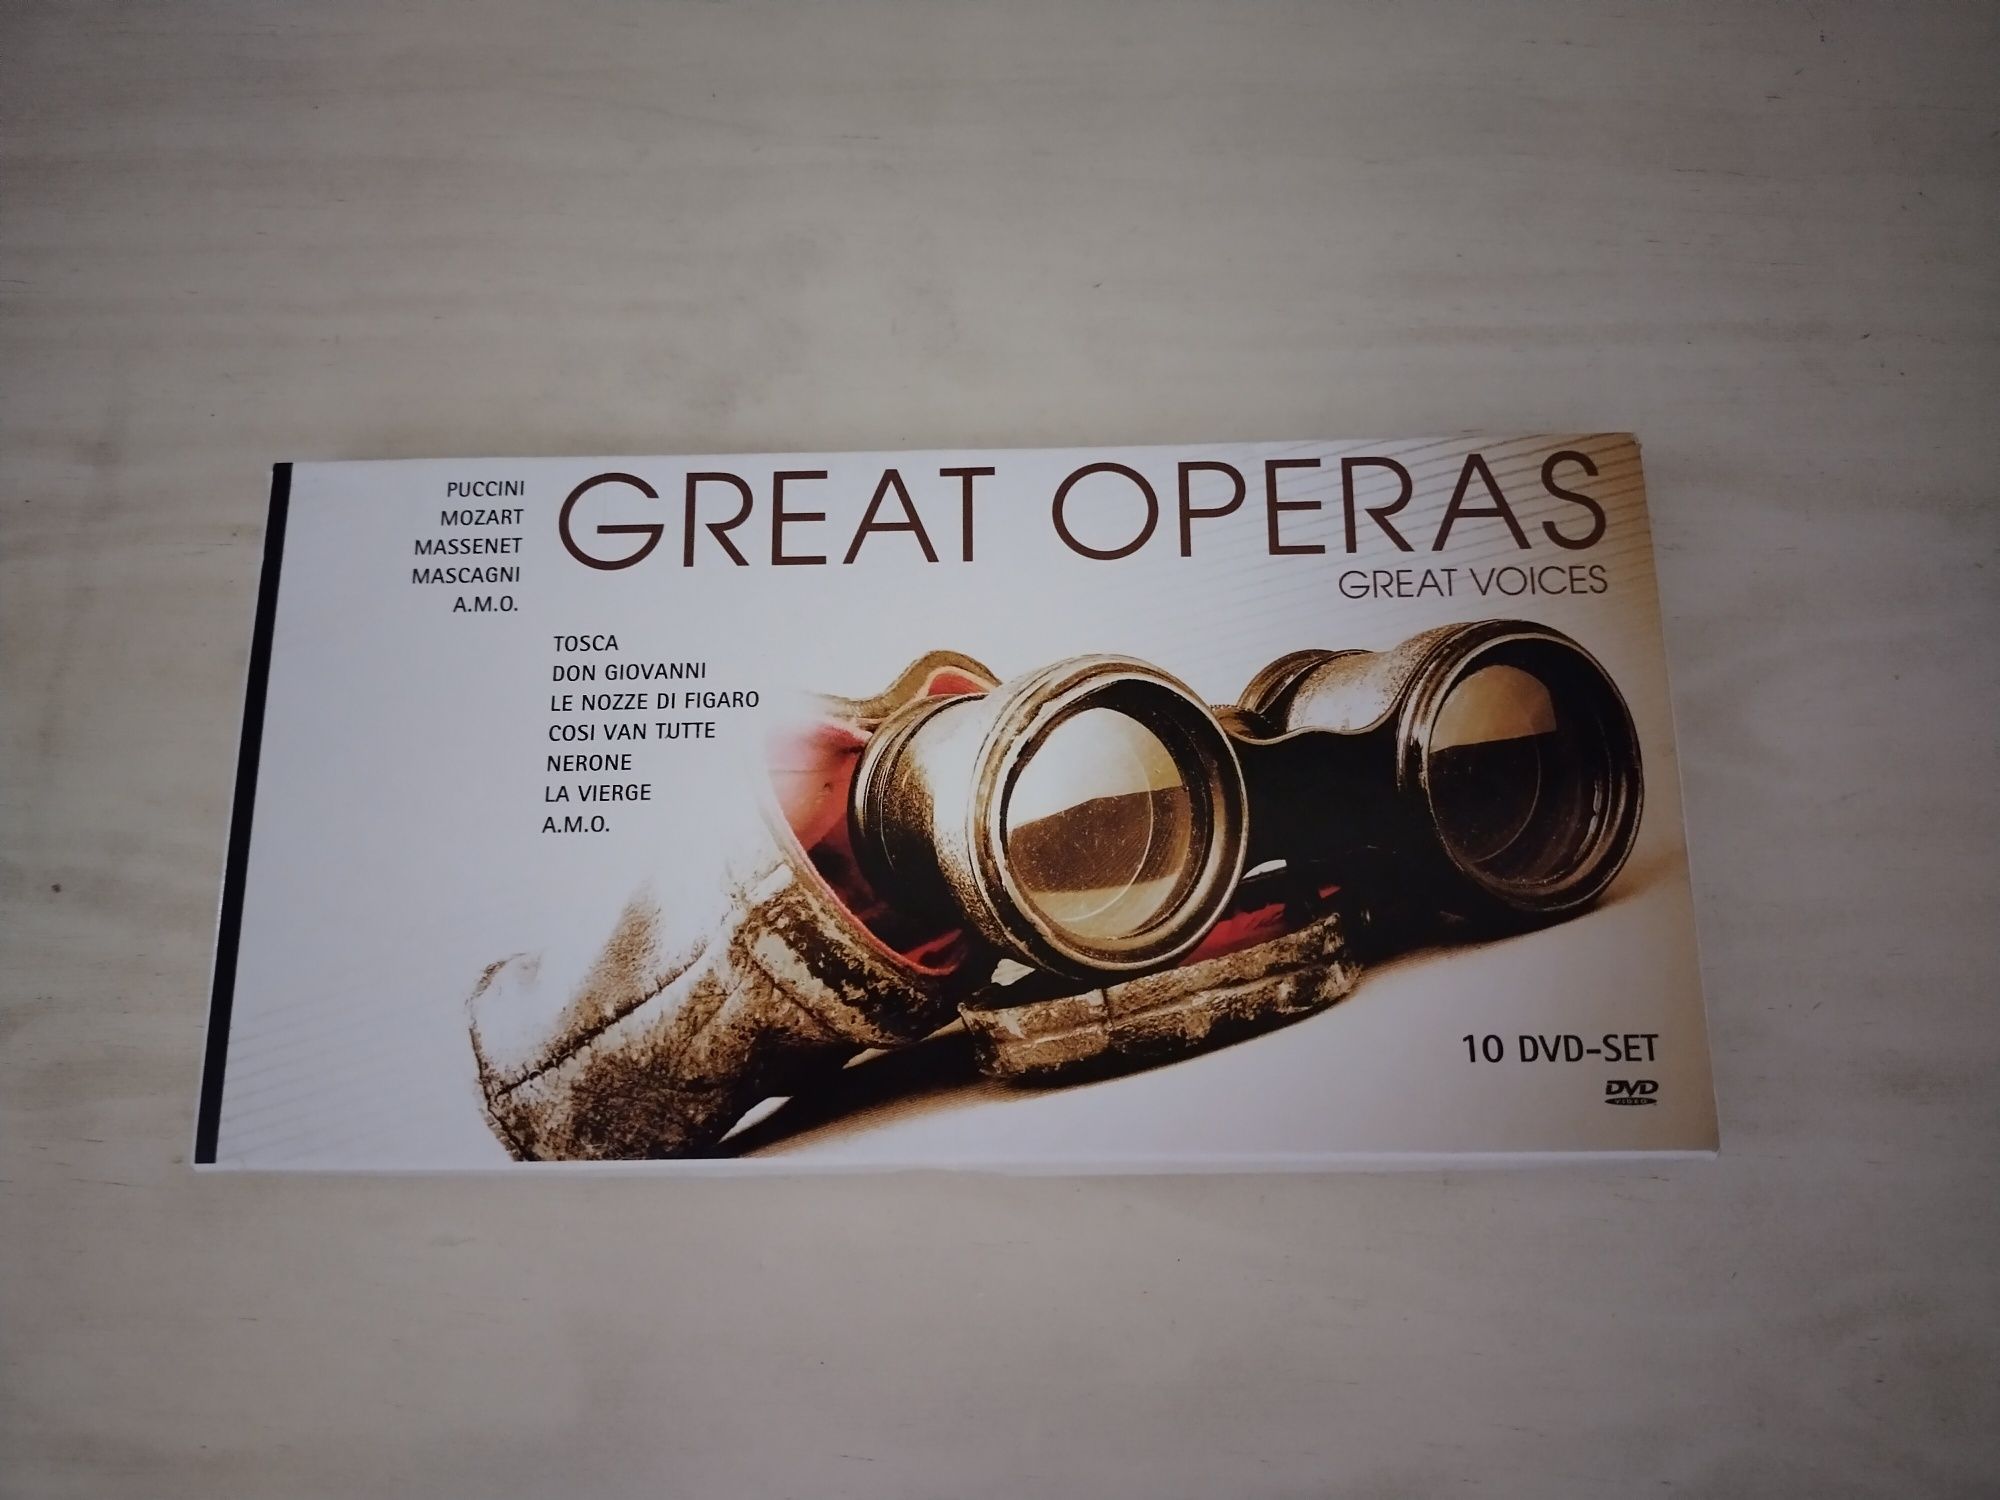 PUCCINI
MOZART
MASSENET
MASCAGNI
A.M.O.
GREAT OPERAS
GREAT VOICES
TOSCA
DON GIOVANNI
LE NOZZE DI FIGARO
COSI VAN TUTTE
NERONE
LA VIERGE
A.M.O.
10 DVD-SET
DVD
VIDEO